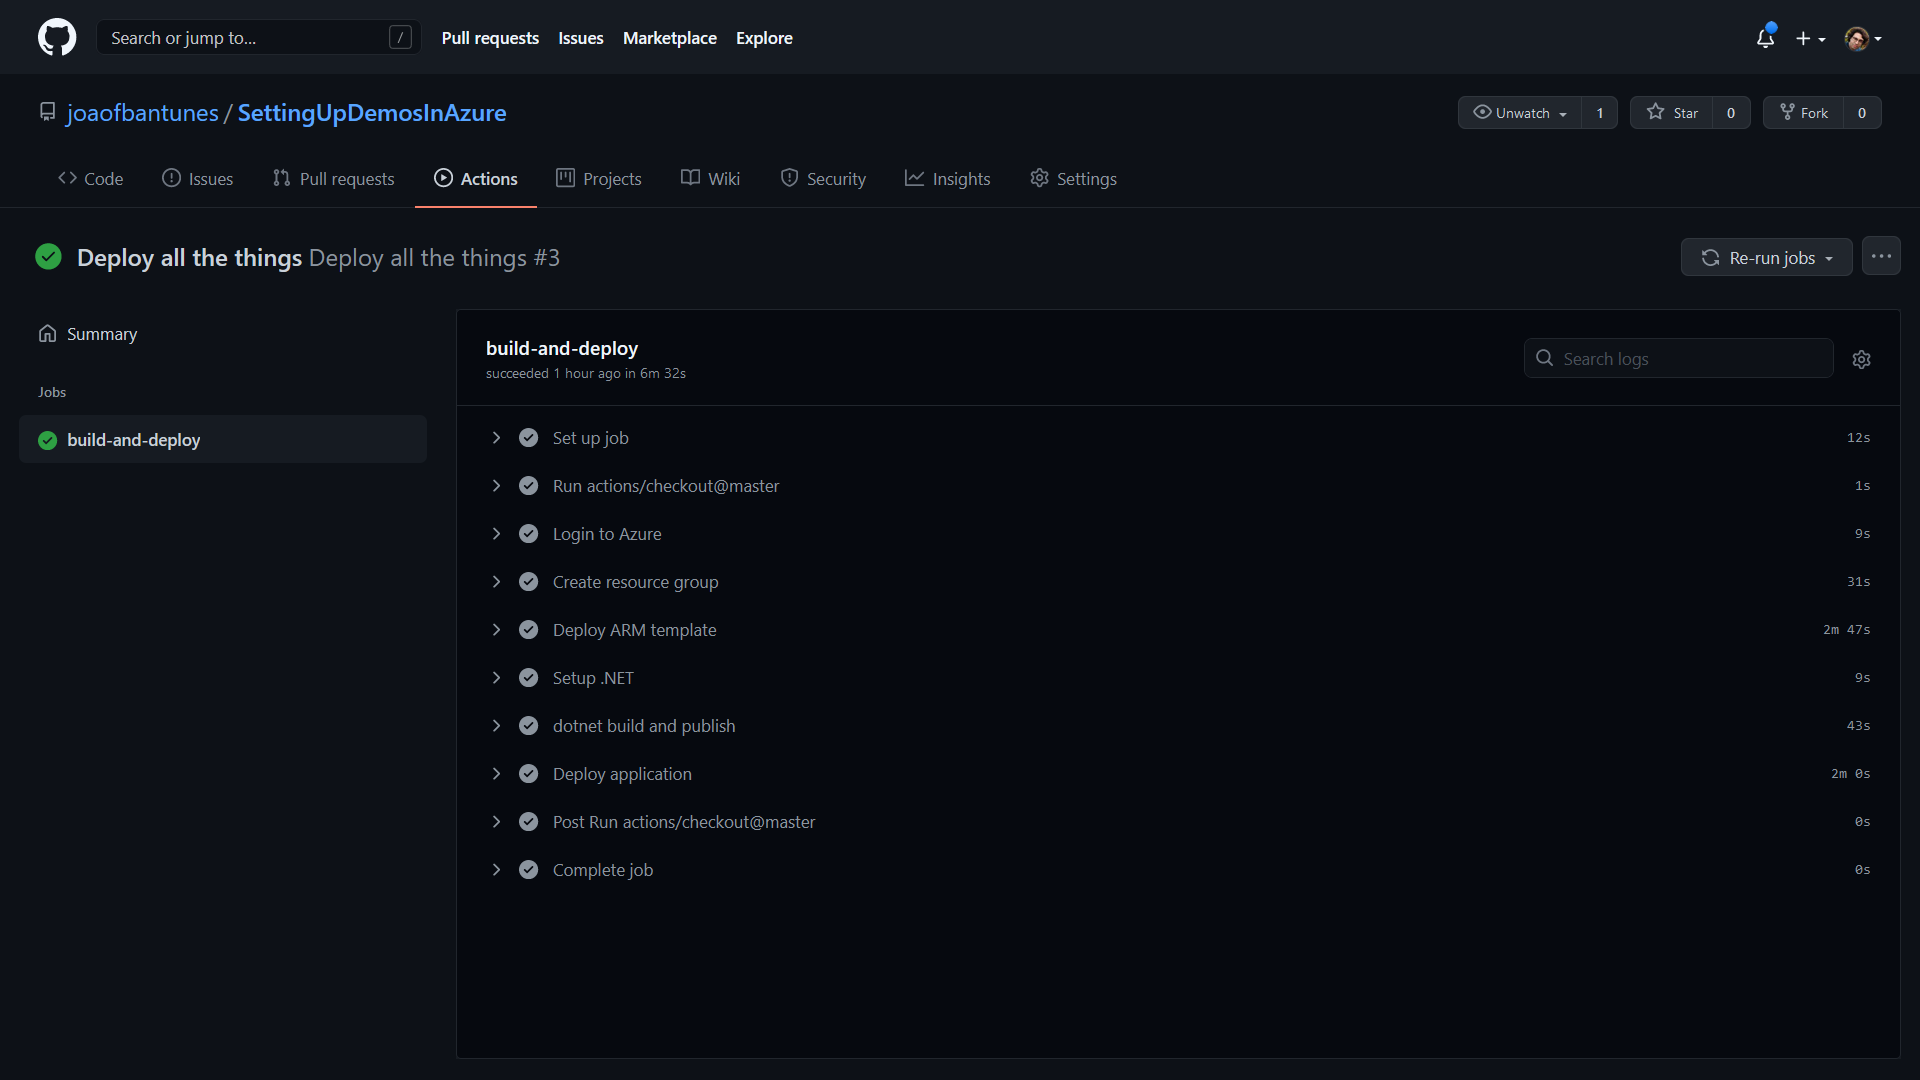 Search or jump to... /
Pull requests Issues Marketplace Explore
joaofbantunes / SettingUpDemosInAzure
Unwatch 1 Star 0 Fork 0
Code Issues Pull requests Actions Projects Wiki Security Insights Settings
Deploy all the things Deploy all the things #3
Re-run jobs
Summary
Jobs
build-and-deploy
build-and-deploy
succeeded 1 hour ago in 6m 32s
Search logs
Set up job 12s
Run actions/checkout@master 1s
Login to Azure 9s
Create resource group 31s
Deploy ARM template 2m 47s
Setup .NET 9s
dotnet build and publish 43s
Deploy application 2m 0s
Post Run actions/checkout@master 0s
Complete job 0s